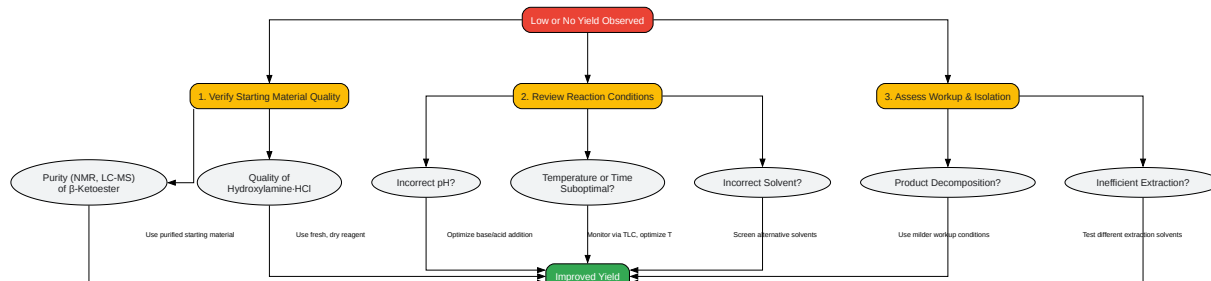 Low or No Yield Observed
1. Verify Starting Material Quality
2. Review Reaction Conditions
3. Assess Workup & Isolation
Purity (NMR, LC-MS)
of β-Ketoester
Quality of
Hydroxylamine·HCl
Incorrect pH?
Temperature or Time
Suboptimal?
Incorrect Solvent?
Product Decomposition?
Inefficient Extraction?
Use purified starting material
Use fresh, dry reagent
Optimize base/acid addition
Monitor via TLC, optimize T
Screen alternative solvents
Use milder workup conditions
Test different extraction solvents
Improved Yield